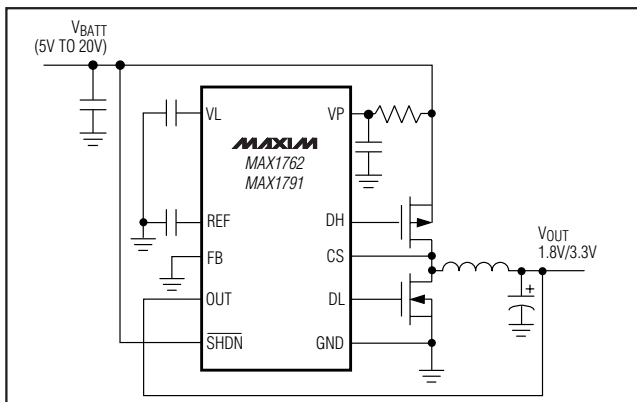 VBATT
(5V TO 20V)
VL
VP
MAXIM
MAX1762
MAX1791
REF
DH
VOUT
1.8V/3.3V
FB
CS
OUT
DL
+
SHDN
GND